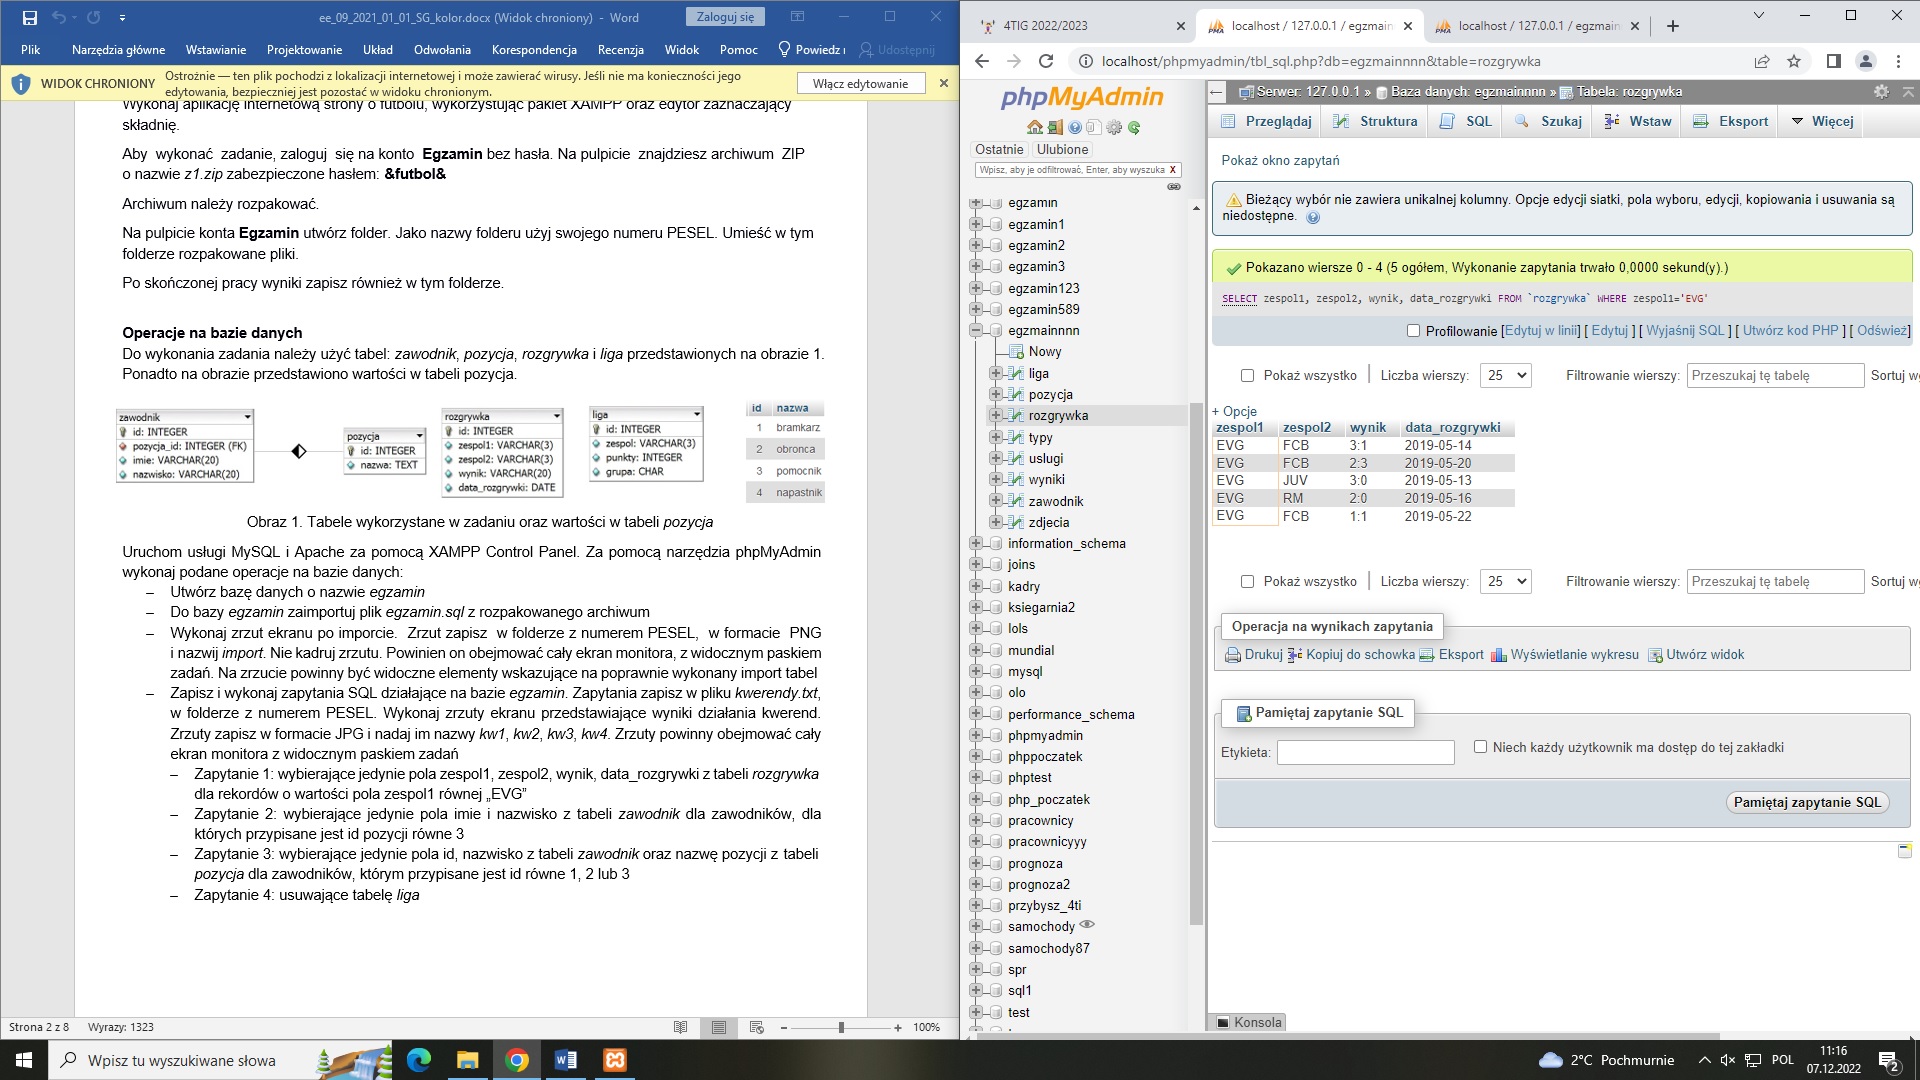 ee_09_2021_01_01_SG_kolor.docx (Widok chroniony) - Word
Zaloguj się
Plik Narzędzia główne Wstawianie Projektowanie Układ Odwołania Korespondencja Recenzja Widok Pomoc Powiedz Udostępnij
WIDOK CHRONIONY
Ostrożnie — ten plik pochodzi z lokalizacji internetowej i może zawierać wirusy. Jeśli nie ma konieczności jego
edytowania, bezpieczniej jest pozostać w widoku chronionym.
Włącz edytowanie
Wykonaj aplikację internetową strony o futbolu, wykorzystując pakiet XAMPP oraz edytor zaznaczający
składnię.
Aby wykonać zadanie, zaloguj się na konto Egzamin bez hasła. Na pulpicie znajdziesz archiwum ZIP
o nazwie z1.zip zabezpieczone hasłem: &futbol&
Archiwum należy rozpakować.
Na pulpicie konta Egzamin utwórz folder. Jako nazwy folderu użyj swojego numeru PESEL. Umieść w tym
folderze rozpakowane pliki.
Po skończonej pracy wyniki zapisz również w tym folderze.
Operacje na bazie danych
Do wykonania zadania należy użyć tabel: zawodnik, pozycja, rozgrywka i liga przedstawionych na obrazie 1.
Ponadto na obrazie przedstawiono wartości w tabeli pozycja.
zawodnik
id: INTEGER
pozycja_id: INTEGER (FK)
imie: VARCHAR(20)
nazwisko: VARCHAR(20)
pozycja
id: INTEGER
nazwa: TEXT
rozgrywka
id: INTEGER
zespol1: VARCHAR(3)
zespol2: VARCHAR(3)
wynik: VARCHAR(20)
data_rozgrywki: DATE
liga
id: INTEGER
zespol: VARCHAR(3)
punkty: INTEGER
grupa: CHAR
id nazwa
1 bramkarz
2 obronca
3 pomocnik
4 napastnik
Obraz 1. Tabele wykorzystane w zadaniu oraz wartości w tabeli pozycja
Uruchom usługi MySQL i Apache za pomocą XAMPP Control Panel. Za pomocą narzędzia phpMyAdmin
wykonaj podane operacje na bazie danych:
– Utwórz bazę danych o nazwie egzamin
– Do bazy egzamin zaimportuj plik egzamin.sql z rozpakowanego archiwum
– Wykonaj zrzut ekranu po imporcie. Zrzut zapisz w folderze z numerem PESEL, w formacie PNG
i nazwij import. Nie kadruj zrzutu. Powinien on obejmować cały ekran monitora, z widocznym paskiem
zadań. Na zrzucie powinny być widoczne elementy wskazujące na poprawnie wykonany import tabel
– Zapisz i wykonaj zapytania SQL działające na bazie egzamin. Zapytania zapisz w pliku kwerendy.txt,
w folderze z numerem PESEL. Wykonaj zrzuty ekranu przedstawiające wyniki działania kwerend.
Zrzuty zapisz w formacie JPG i nadaj im nazwy kw1, kw2, kw3, kw4. Zrzuty powinny obejmować cały
ekran monitora z widocznym paskiem zadań
– Zapytanie 1: wybierające jedynie pola zespol1, zespol2, wynik, data_rozgrywki z tabeli rozgrywka
dla rekordów o wartości pola zespol1 równej „EVG”
– Zapytanie 2: wybierające jedynie pola imie i nazwisko z tabeli zawodnik dla zawodników, dla
których przypisane jest id pozycji równe 3
– Zapytanie 3: wybierające jedynie pola id, nazwisko z tabeli zawodnik oraz nazwę pozycji z tabeli
pozycja dla zawodników, którym przypisane jest id równe 1, 2 lub 3
– Zapytanie 4: usuwające tabelę liga
Strona 2 z 8 Wyrazy: 1323
100%
4TIG 2022/2023
localhost / 127.0.0.1 / egzmain
localhost / 127.0.0.1 / egzmain
localhost/phpmyadmin/tbl_sql.php?db=egzmainnnn&table=rozgrywka
phpMyAdmin
Ostatnie Ulubione
Wpisz, aby je odfiltrować, Enter, aby wyszuka X
egzamin
egzamin1
egzamin2
egzamin3
egzamin123
egzamin589
egzmainnnn
Nowy
liga
pozycja
rozgrywka
typy
uslugi
wyniki
zawodnik
zdjecia
information_schema
joins
kadry
ksiegarnia2
lols
mundial
mysql
olo
performance_schema
phpmyadmin
phppoczatek
phptest
php_poczatek
pracownicy
pracownicyyy
prognoza
prognoza2
przybysz_4ti
samochody
samochody87
spr
sql1
test
Serwer: 127.0.0.1 » Baza danych: egzmainnnn » Tabela: rozgrywka
Przeglądaj Struktura SQL Szukaj Wstaw Eksport Więcej
Pokaż okno zapytań
Bieżący wybór nie zawiera unikalnej kolumny. Opcje edycji siatki, pola wyboru, edycji, kopiowania i usuwania są
niedostępne.
Pokazano wiersze 0 - 4 (5 ogółem, Wykonanie zapytania trwało 0,0000 sekund(y).)
SELECT zespol1, zespol2, wynik, data_rozgrywki FROM `rozgrywka` WHERE zespol1='EVG'
Profilowanie [Edytuj w linii] [ Edytuj ] [ Wyjaśnij SQL ] [ Utwórz kod PHP ] [ Odśwież]
Pokaż wszystko Liczba wierszy: 25 Filtrowanie wierszy: Przeszukaj tę tabelę Sortuj
+ Opcje
zespol1 zespol2 wynik data_rozgrywki
EVG FCB 3:1 2019-05-14
EVG FCB 2:3 2019-05-20
EVG JUV 3:0 2019-05-13
EVG RM 2:0 2019-05-16
EVG FCB 1:1 2019-05-22
Pokaż wszystko Liczba wierszy: 25 Filtrowanie wierszy: Przeszukaj tę tabelę Sortuj
Operacja na wynikach zapytania
Drukuj Kopiuj do schowka Eksport Wyświetlanie wykresu Utwórz widok
Pamiętaj zapytanie SQL
Etykieta:
Niech każdy użytkownik ma dostęp do tej zakładki
Pamiętaj zapytanie SQL
Konsola
Wpisz tu wyszukiwane słowa
2°C Pochmurnie
POL
11:16
07.12.2022
2